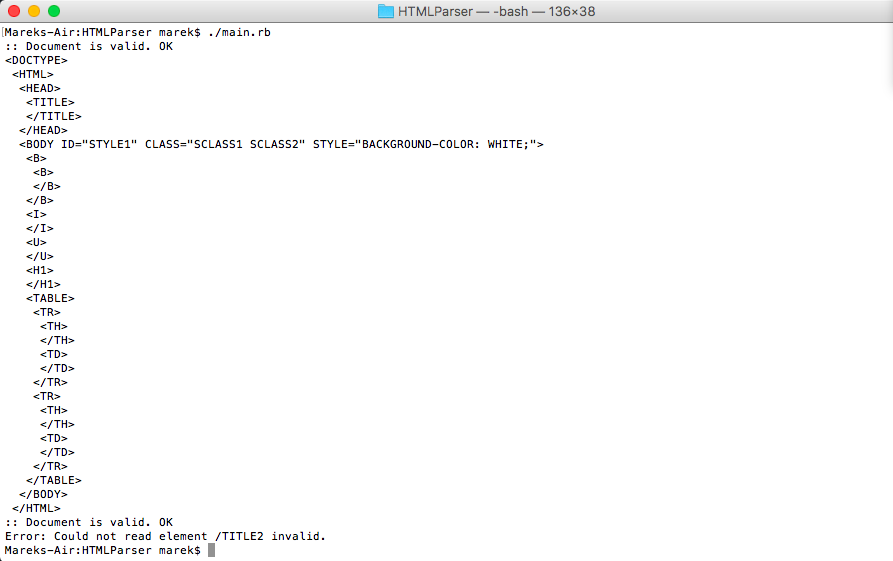 HTMLParser — -bash — 136×38
Mareks-Air:HTMLParser marek$ ./main.rb
:: Document is valid. OK
<DOCTYPE>
 <HTML>
  <HEAD>
   <TITLE>
   </TITLE>
  </HEAD>
  <BODY ID="STYLE1" CLASS="SCLASS1 SCLASS2" STYLE="BACKGROUND-COLOR: WHITE;">
   <B>
    <B>
    </B>
   </B>
   <I>
   </I>
   <U>
   </U>
   <H1>
   </H1>
   <TABLE>
    <TR>
     <TH>
     </TH>
     <TD>
     </TD>
    </TR>
    <TR>
     <TH>
     </TH>
     <TD>
     </TD>
    </TR>
   </TABLE>
  </BODY>
 </HTML>
:: Document is valid. OK
Error: Could not read element /TITLE2 invalid.
Mareks-Air:HTMLParser marek$